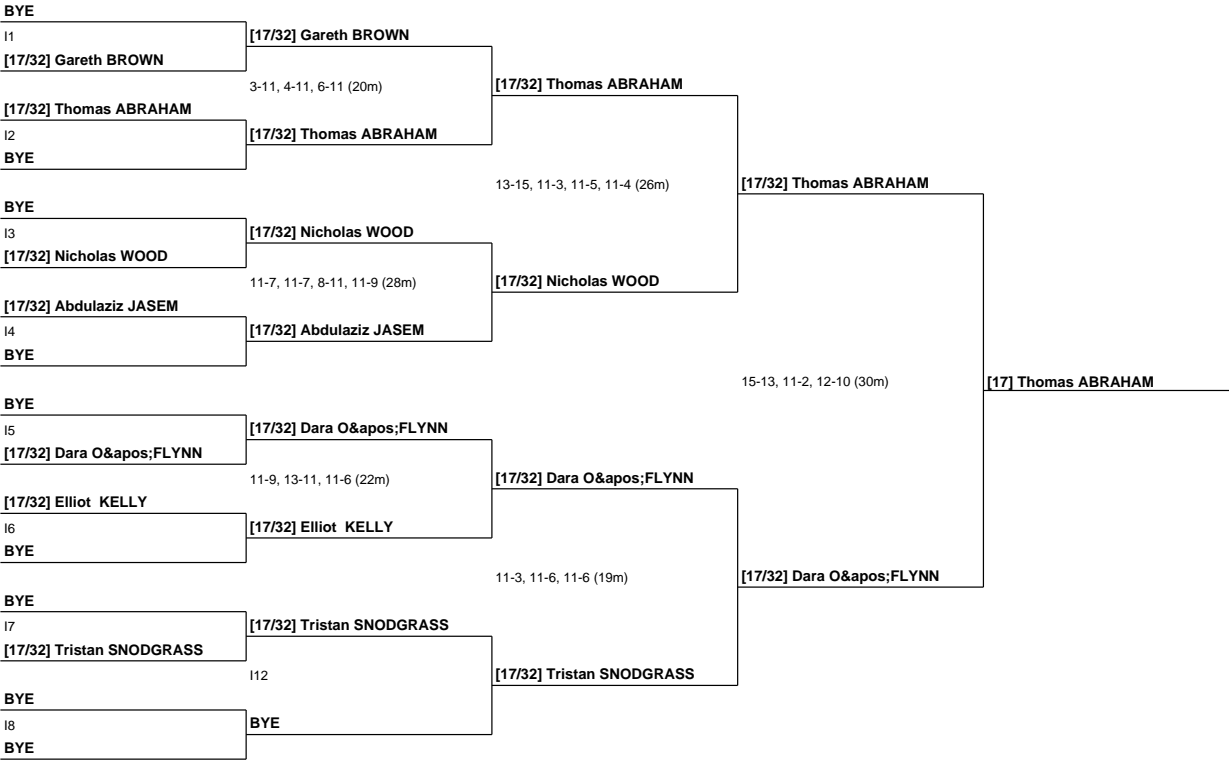 BYE
I1
[17/32] Gareth BROWN
[17/32] Thomas ABRAHAM
I2
BYE
BYE
I3
[17/32] Nicholas WOOD
[17/32] Abdulaziz JASEM
I4
BYE
BYE
I5
[17/32] Dara O&apos;FLYNN
[17/32] Elliot  KELLY
I6
BYE
BYE
I7
[17/32] Tristan SNODGRASS
BYE
I8
BYE
[17/32] Gareth BROWN
3-11, 4-11, 6-11 (20m)
[17/32] Thomas ABRAHAM
[17/32] Nicholas WOOD
11-7, 11-7, 8-11, 11-9 (28m)
[17/32] Abdulaziz JASEM
[17/32] Dara O&apos;FLYNN
11-9, 13-11, 11-6 (22m)
[17/32] Elliot  KELLY
[17/32] Tristan SNODGRASS
I12
BYE
[17/32] Thomas ABRAHAM
13-15, 11-3, 11-5, 11-4 (26m)
[17/32] Nicholas WOOD
[17/32] Dara O&apos;FLYNN
11-3, 11-6, 11-6 (19m)
[17/32] Tristan SNODGRASS
[17/32] Thomas ABRAHAM
15-13, 11-2, 12-10 (30m)
[17/32] Dara O&apos;FLYNN
[17] Thomas ABRAHAM